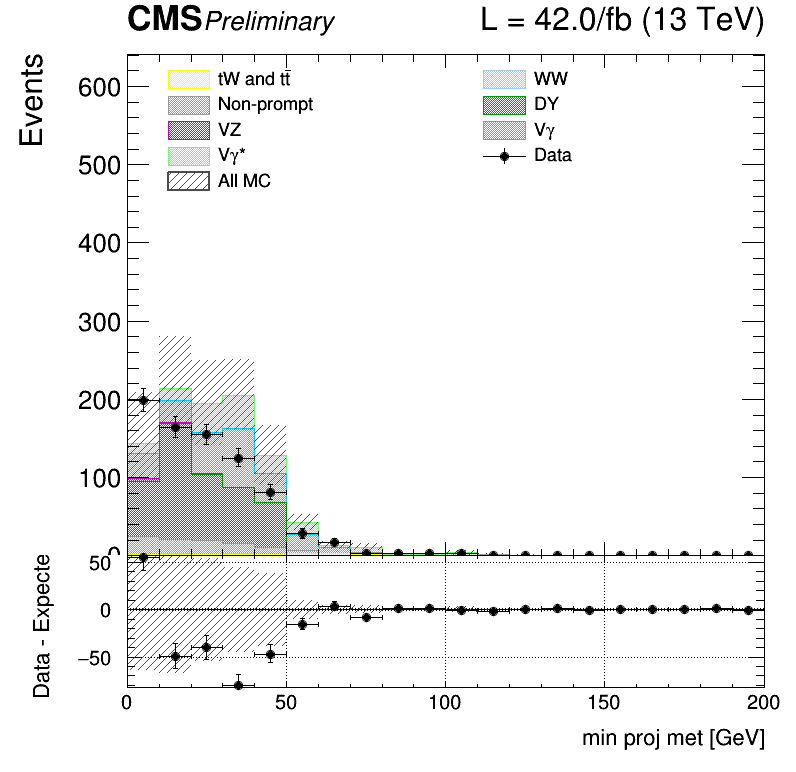 CMS Preliminary L = 42.0/fb (13 TeV)
Events
600
500
400
300
200
100
0
tW and tt̅
Non-prompt
VZ
Vγ*
All MC
WW
DY
Vγ
Data
Data - Expecte
50
0
−50
0 50 100 150 200
min proj met [GeV]